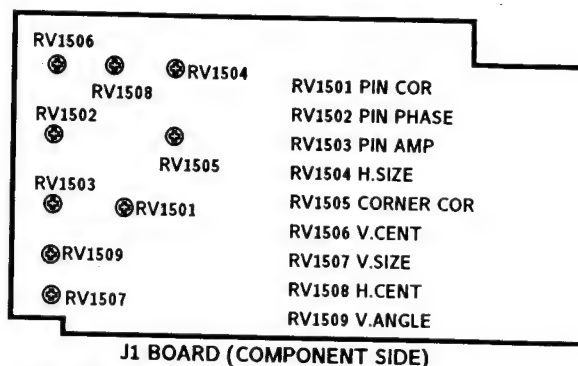 RV1506
RV1508
RV1504
RV1502
RV1505
RV1503
RV1501
RV1509
RV1507
RV1501 PIN COR
RV1502 PIN PHASE
RV1503 PIN AMP
RV1504 H.SIZE
RV1505 CORNER COR
RV1506 V.CENT
RV1507 V.SIZE
RV1508 H.CENT
RV1509 V.ANGLE
J1 BOARD (COMPONENT SIDE)